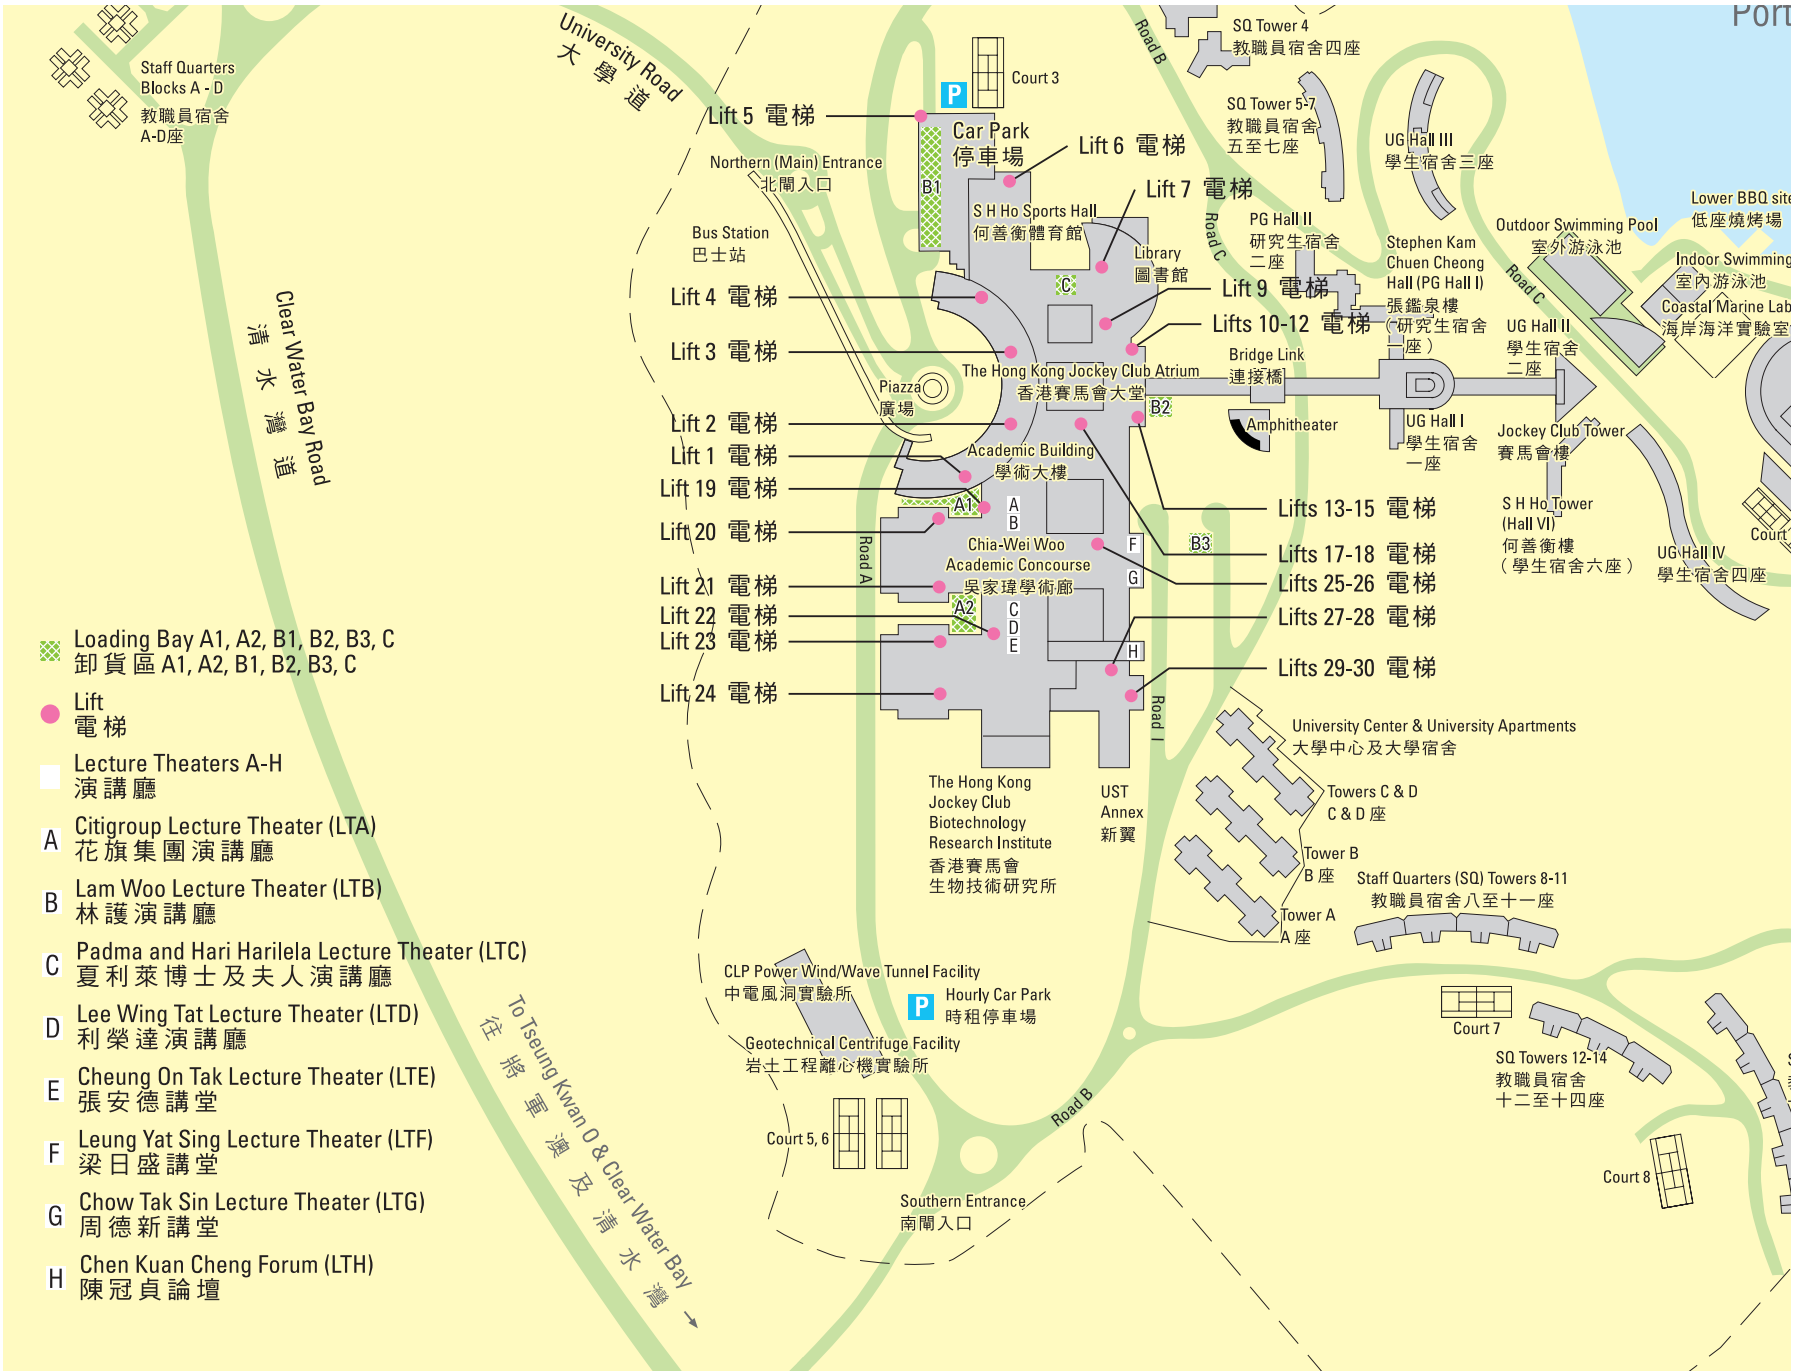 Port
SQ Tower 4
教職員宿舍四座
Road B
University Road
大學道
Staff Quarters
Blocks A - D
教職員宿舍
A-D座
Court 3
P
SQ Tower 5-7
教職員宿舍
五至七座
Lift 5 電梯
Car Park
停車場
Lift 6 電梯
UG Hall III
學生宿舍三座
Northern (Main) Entrance
北閘入口
B1
Lift 7 電梯
Lower BBQ site
低座燒烤場
S H Ho Sports Hall
何善衡體育館
Road C
PG Hall II
研究生宿舍
二座
Outdoor Swimming Pool
室外游泳池
Bus Station
巴士站
Library
圖書館
Stephen Kam
Chuen Cheong
Hall (PG Hall I)
張鑑泉樓
（研究生宿舍
一座）
Indoor Swimming
室內游泳池
Road C
C
Lift 4 電梯
Lift 9 電梯
Coastal Marine Lab
海岸海洋實驗室
Clear Water Bay Road
清水灣道
Lifts 10-12 電梯
UG Hall II
學生宿舍
二座
Lift 3 電梯
Bridge Link
連接橋
The Hong Kong Jockey Club Atrium
香港賽馬會大堂
Piazza
廣場
B2
Lift 2 電梯
Amphitheater
UG Hall I
學生宿舍
一座
Jockey Club Tower
賽馬會樓
Academic Building
學術大樓
Lift 1 電梯
Lift 19 電梯
A1
A
B
Lifts 13-15 電梯
S H Ho Tower
(Hall VI)
何善衡樓
（學生宿舍六座）
Court
Lift 20 電梯
Road A
Chia-Wei Woo
Academic Concourse
吳家瑋學術廊
F
B3
Lifts 17-18 電梯
UG Hall IV
學生宿舍四座
G
Lifts 25-26 電梯
Lift 21 電梯
A2
C
D
E
Lift 22 電梯
Lifts 27-28 電梯
Lift 23 電梯
H
Lifts 29-30 電梯
Lift 24 電梯
Road I
Loading Bay A1, A2, B1, B2, B3, C
卸貨區 A1, A2, B1, B2, B3, C
Lift
電梯
Lecture Theaters A-H
演講廳
A Citigroup Lecture Theater (LTA)
花旗集團演講廳
B Lam Woo Lecture Theater (LTB)
林護演講廳
C Padma and Hari Harilela Lecture Theater (LTC)
夏利萊博士及夫人演講廳
D Lee Wing Tat Lecture Theater (LTD)
利榮達演講廳
E Cheung On Tak Lecture Theater (LTE)
張安德講堂
F Leung Yat Sing Lecture Theater (LTF)
梁日盛講堂
G Chow Tak Sin Lecture Theater (LTG)
周德新講堂
H Chen Kuan Cheng Forum (LTH)
陳冠貞論壇
University Center & University Apartments
大學中心及大學宿舍
The Hong Kong
Jockey Club
Biotechnology
Research Institute
香港賽馬會
生物技術研究所
UST
Annex
新翼
Towers C & D
C & D 座
Tower B
B 座
Tower A
A 座
Staff Quarters (SQ) Towers 8-11
教職員宿舍八至十一座
CLP Power Wind/Wave Tunnel Facility
中電風洞實驗所
P
Hourly Car Park
時租停車場
Geotechnical Centrifuge Facility
岩土工程離心機實驗所
Court 7
SQ Towers 12-14
教職員宿舍
十二至十四座
To Tseung Kwan O & Clear Water Bay
往將軍澳及清水灣
Road B
Court 5, 6
Court 8
Southern Entrance
南閘入口